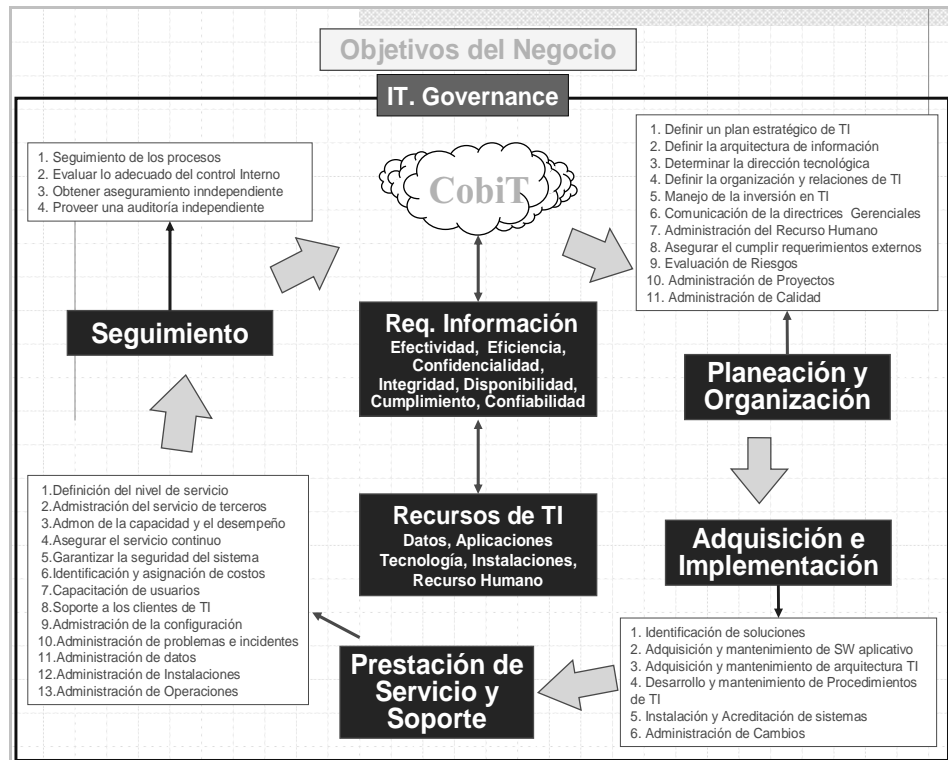 Objetivos del Negocio
IT. Governance
1. Seguimiento de los procesos
2. Evaluar lo adecuado del control Interno
3. Obtener aseguramiento inndependiente
4. Proveer una auditoría independiente
CobiT
1. Definir un plan estratégico de TI
2. Definir la arquitectura de información
3. Determinar la dirección tecnológica
4. Definir la organización y relaciones de TI
5. Manejo de la inversión en TI
6. Comunicación de la directrices Gerenciales
7. Administración del Recurso Humano
8. Asegurar el cumplir requerimientos externos
9. Evaluación de Riesgos
10. Administración de Proyectos
11. Administración de Calidad
Seguimiento
Req. Información
Efectividad, Eficiencia,
Confidencialidad,
Integridad, Disponibilidad,
Cumplimiento, Confiabilidad
Planeación y
Organización
1.Definición del nivel de servicio
2.Admistración del servicio de terceros
3.Admon de la capacidad y el desempeño
4.Asegurar el servicio continuo
5.Garantizar la seguridad del sistema
6.Identificación y asignación de costos
7.Capacitación de usuarios
8.Soporte a los clientes de TI
9.Admistración de la configuración
10.Administración de problemas e incidentes
11.Administración de datos
12.Administración de Instalaciones
13.Administración de Operaciones
Recursos de TI
Datos, Aplicaciones
Tecnología, Instalaciones,
Recurso Humano
Adquisición e
Implementación
Prestación de
Servicio y
Soporte
1. Identificación de soluciones
2. Adquisición y mantenimiento de SW aplicativo
3. Adquisición y mantenimiento de arquitectura TI
4. Desarrollo y mantenimiento de Procedimientos
de TI
5. Instalación y Acreditación de sistemas
6. Administración de Cambios